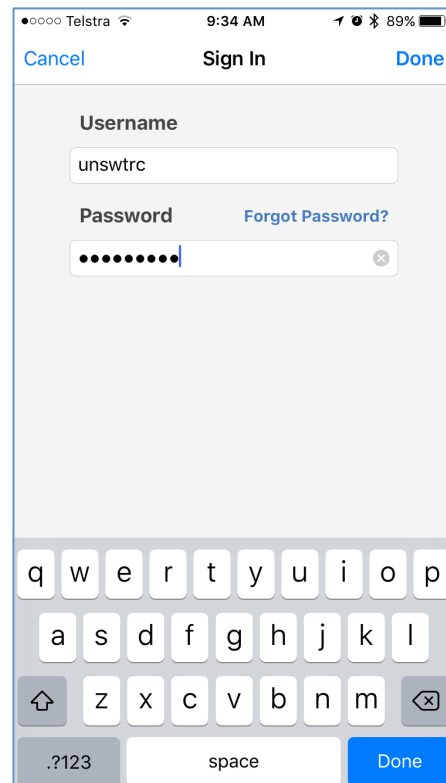 ●○○○○ Telstra 9:34 AM 89%
Cancel Sign In Done
Username
unswtrc
Password Forgot Password?
●●●●●●●●●
q w e r t y u i o p
a s d f g h j k l
z x c v b n m
.?123 space Done